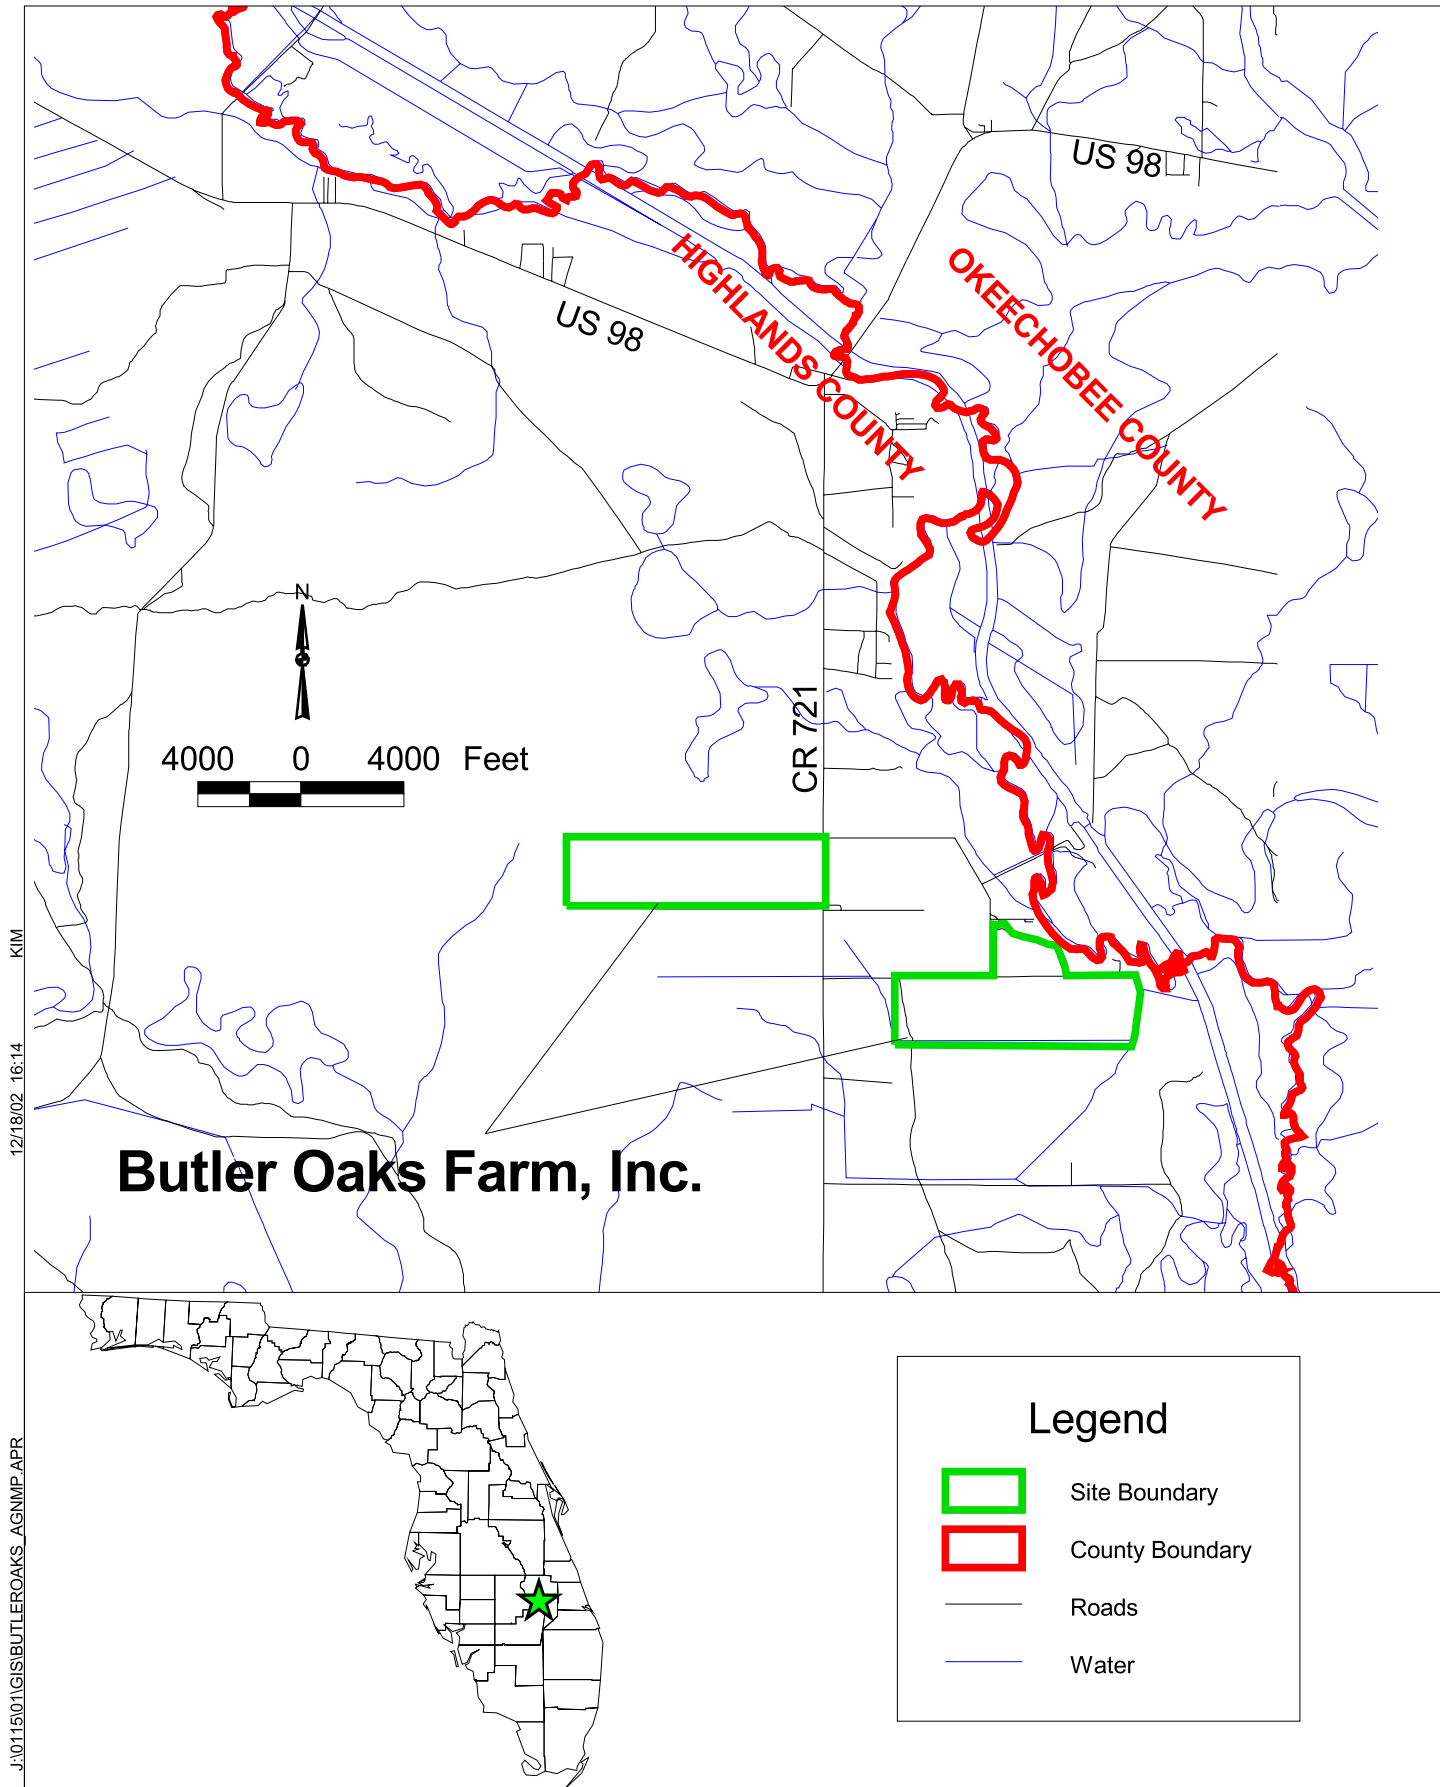 US 98
HIGHLANDS COUNTY
OKEECHOBEE COUNTY
US 98
N
4000 0 4000 Feet
CR 721
Butler Oaks Farm, Inc.
Legend
Site Boundary
County Boundary
Roads
Water
J:\0115\01\GIS\BUTLEROAKS_AGNMP.APR 12/18/02 16:14 KIM